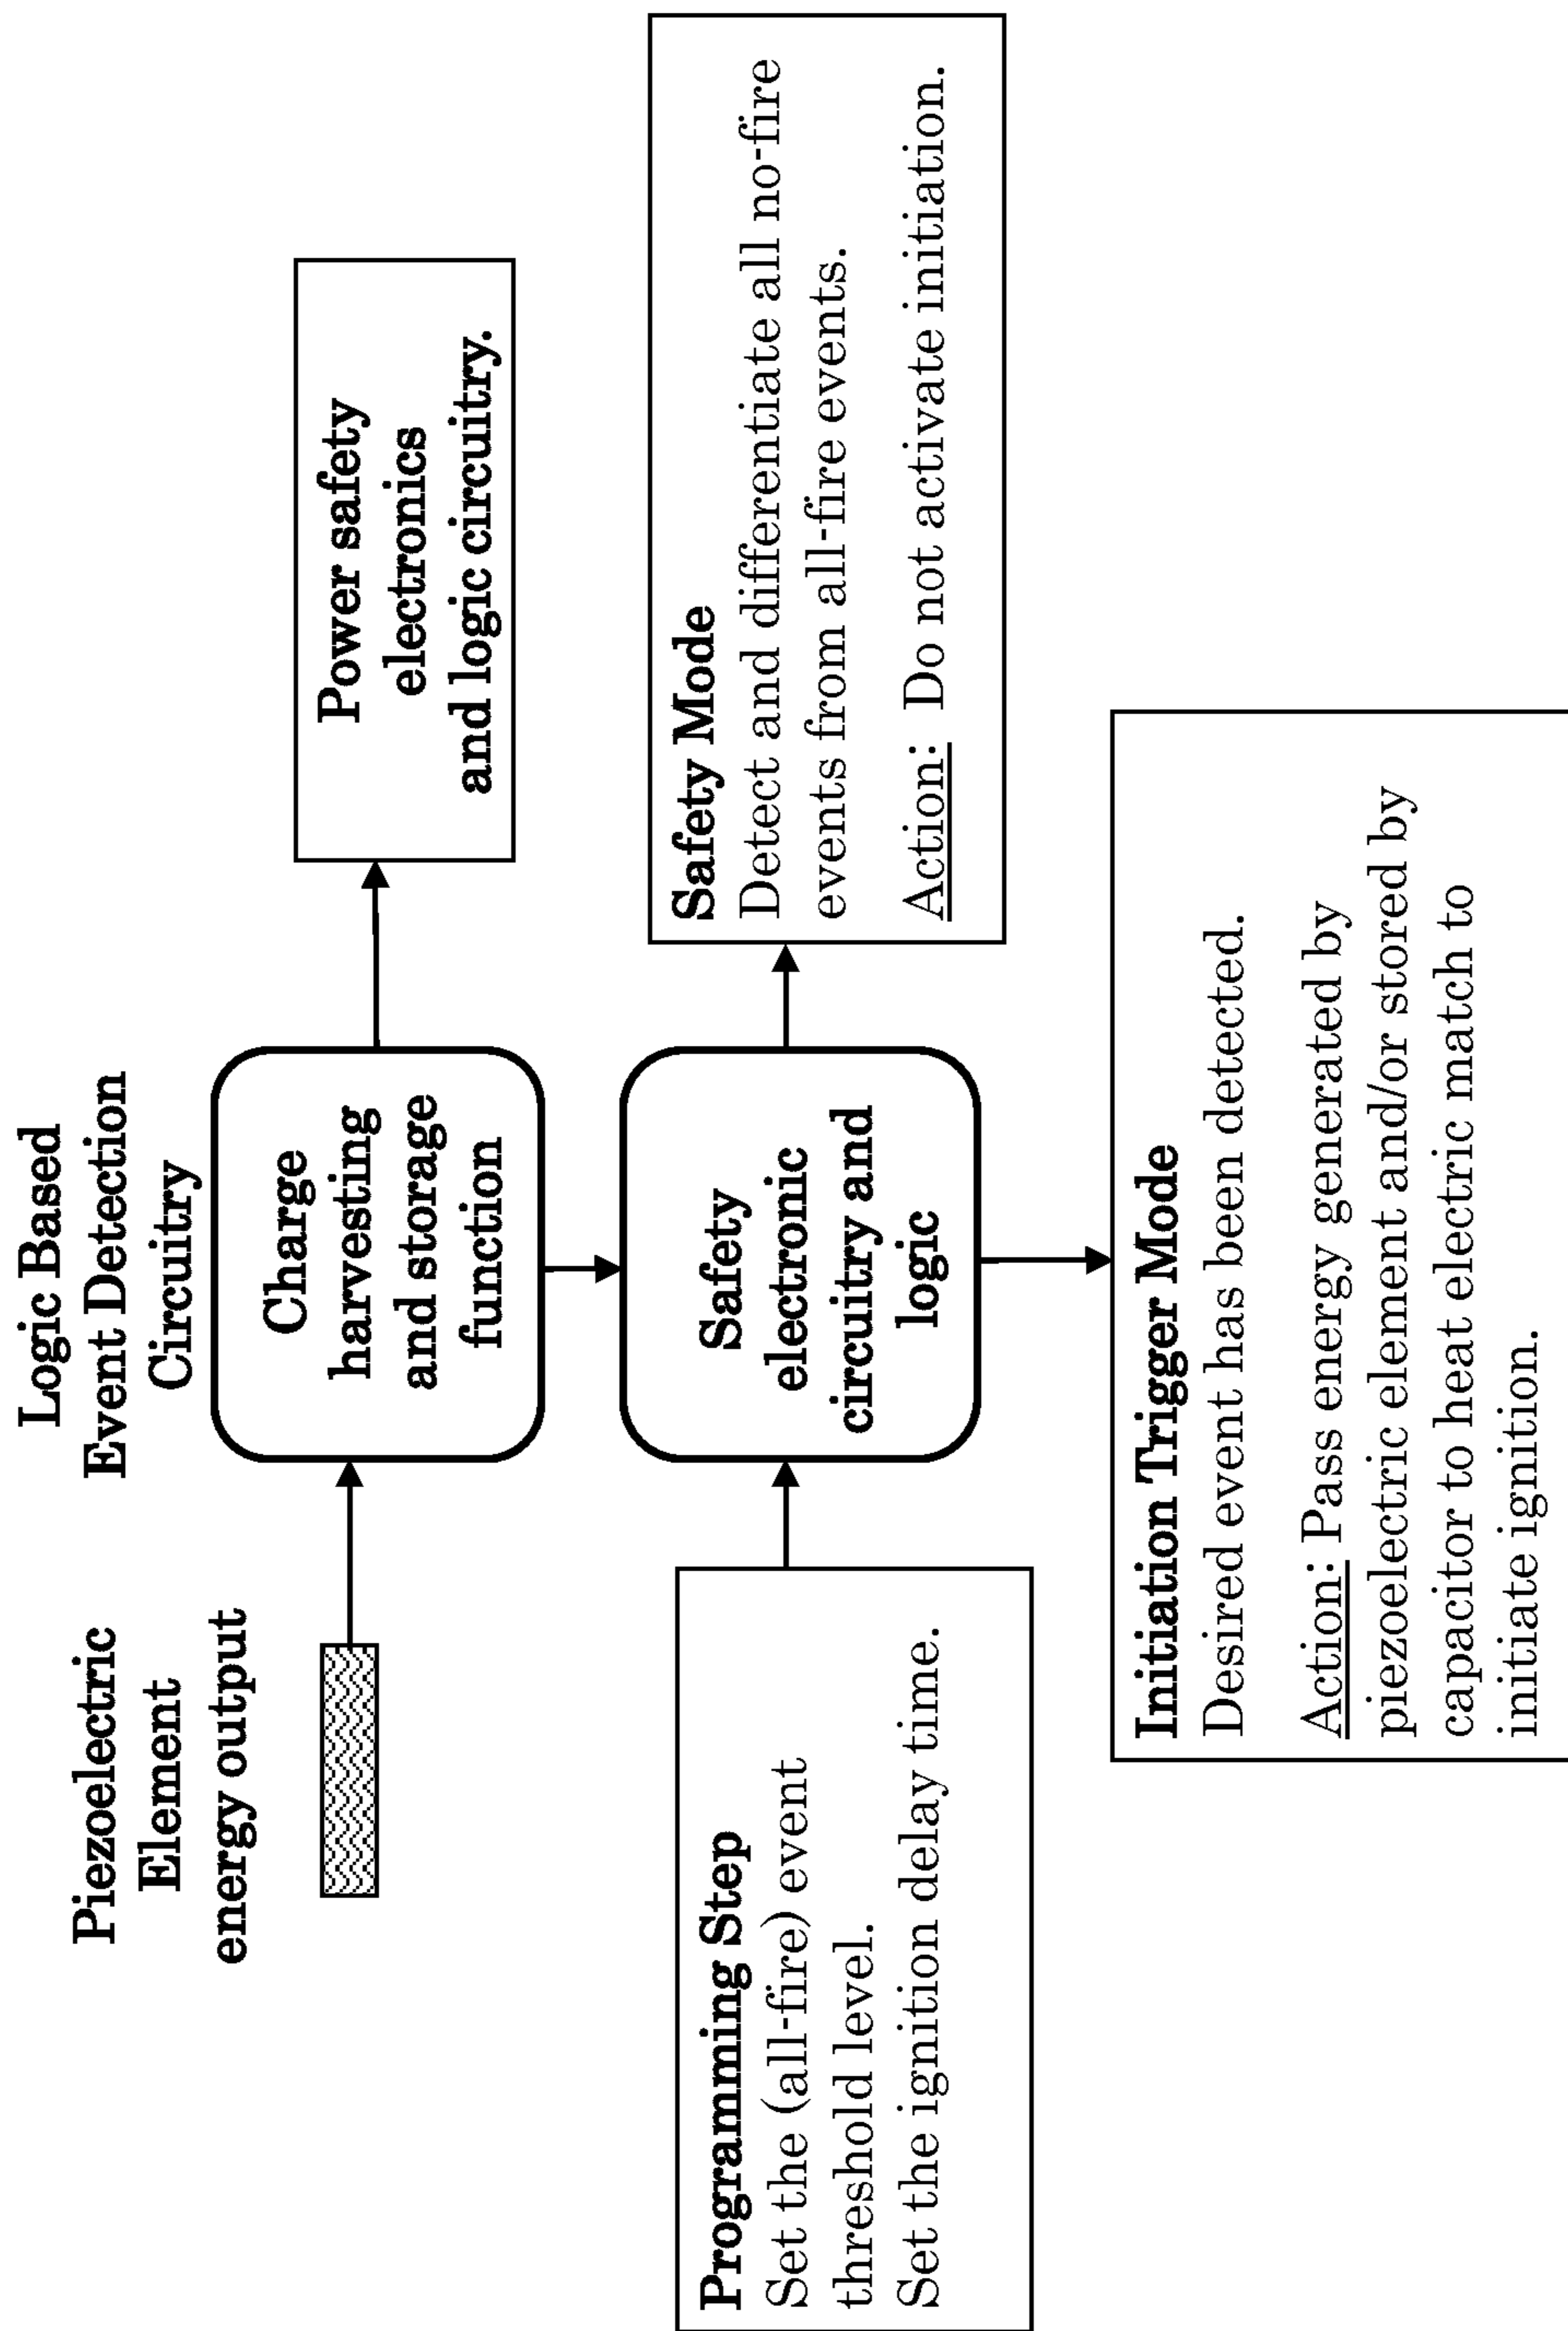 Piezoelectric
Element
energy output
Logic Based
Event Detection
Circuitry
Charge
harvesting
and storage
function
Power safety
electronics
and logic circuitry.
Programming Step
Set the (all-fire) event
threshold level.
Set the ignition delay time.
Safety
electronic
circuitry and
logic
Safety Mode
Detect and differentiate all no-fire
events from all-fire events.
Action: Do not activate initiation.
Initiation Trigger Mode
Desired event has been detected.
Action: Pass energy generated by
piezoelectric element and/or stored by
capacitor to heat electric match to
initiate ignition.